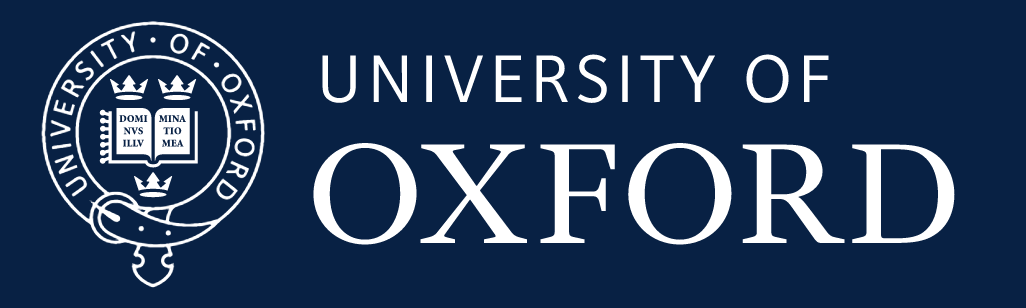 UNIVERSITY · OF · OXFORD
DOMI
NVS
ILLV
MINA
TIO
MEA
UNIVERSITY OF
OXFORD